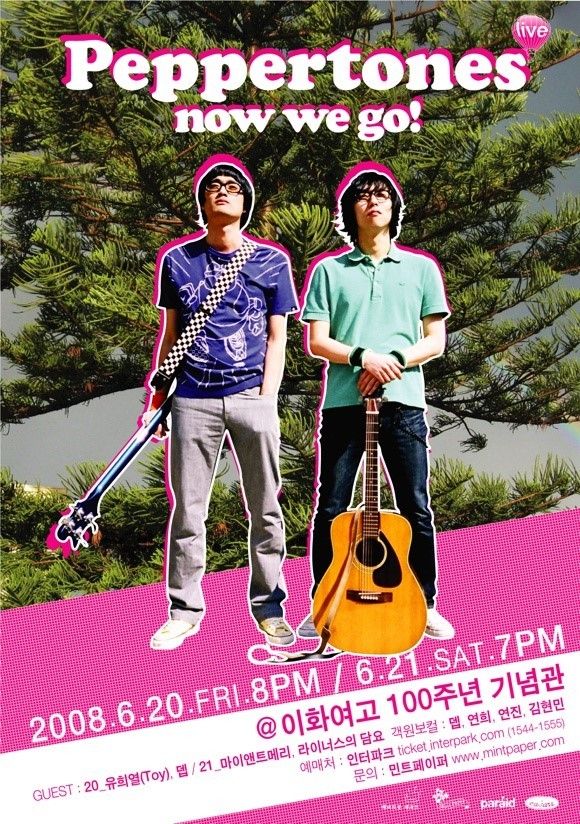 live
Peppertones
now we go!
2008.6.20.FRI.8PM / 6.21.SAT.7PM
@ 이화여고 100주년 기념관
GUEST : 20_유희열(Toy), 뎁 / 21_마이앤트메리, 라이너스의 담요 객원보컬 : 뎁, 연희, 연진, 김현민
예매처 : 인터파크 ticket.interpark.com (1544-1555)
문의 : 민트페이퍼 www.mintpaper.com
paraid